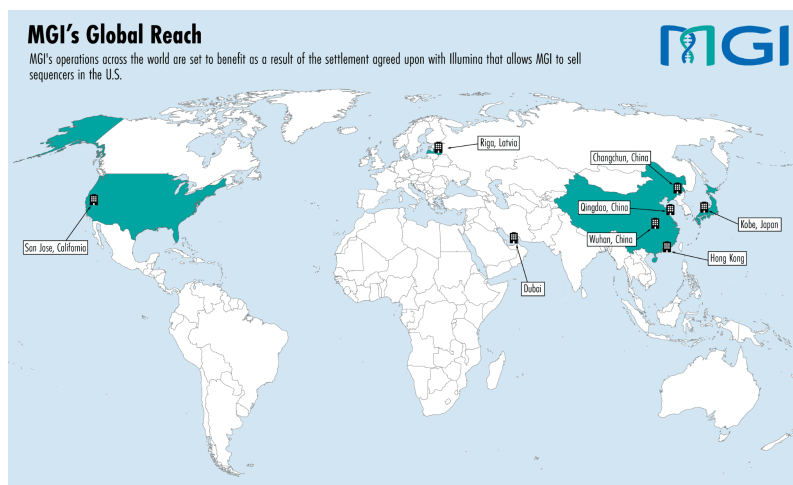 MGI's Global Reach
MGI
MGI's operations across the world are set to benefit as a result of the settlement agreed upon with Illumina that allows MGI to sell
sequencers in the U.S.
Riga, Latvia
Changchun, China
Qingdao, China
Kobe, Japan
Wuhan, China
San Jose, California
Hong Kong
Dubai